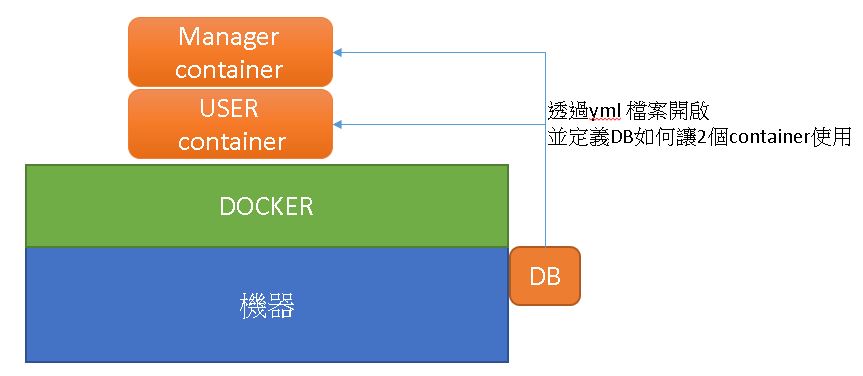 Manager
container
USER
container
透過yml 檔案開啟
並定義DB如何讓2個container使用
DOCKER
DB
機器